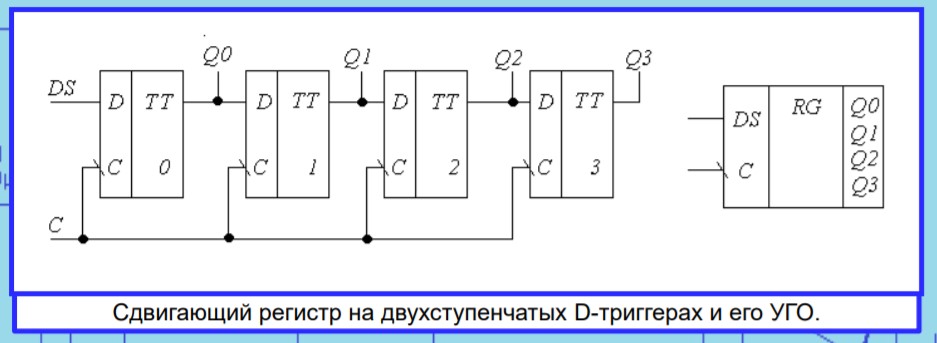 Q0 Q1 Q2 Q3
DS D TT D TT D TT D TT
C 0 C 1 C 2 C 3
C
DS RG Q0
Q1
C Q2
Q3
Сдвигающий регистр на двухступенчатых D-триггерах и его УГО.